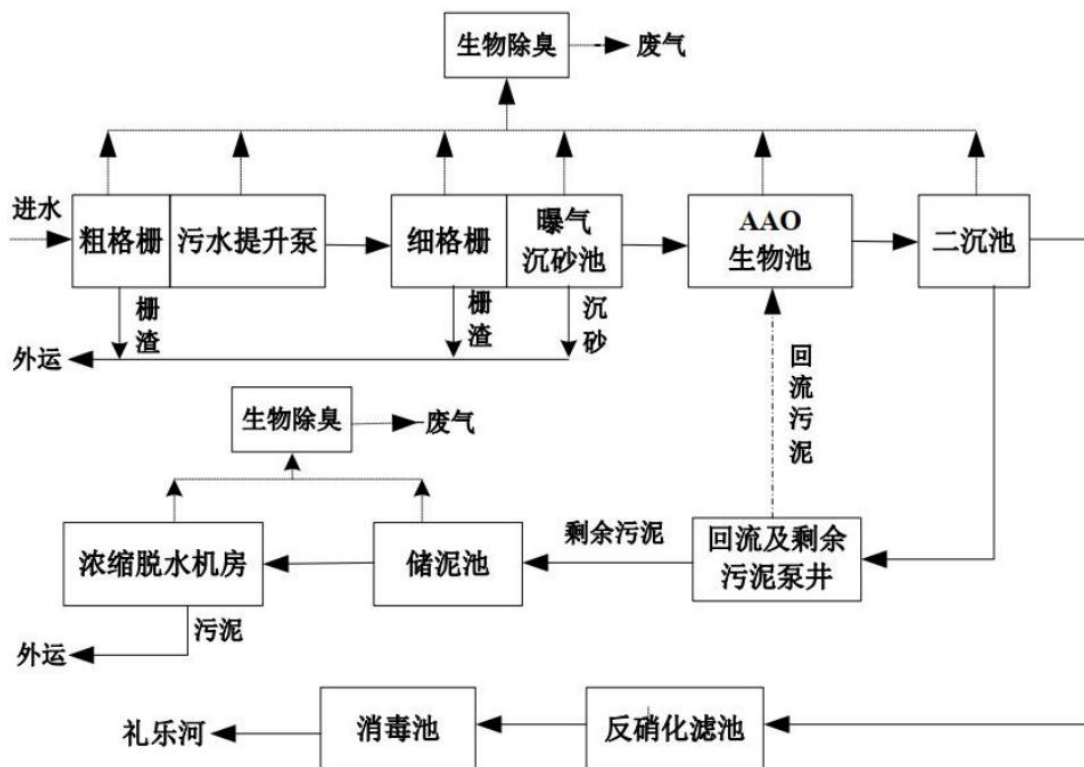 生物除臭
废气
进水
粗格栅
污水提升泵
细格栅
曝气
沉砂池
AAO
生物池
二沉池
栅渣
栅渣
沉砂
外运
回流污泥
生物除臭
废气
浓缩脱水机房
储泥池
剩余污泥
回流及剩余
污泥泵井
污泥
外运
礼乐河
消毒池
反硝化滤池